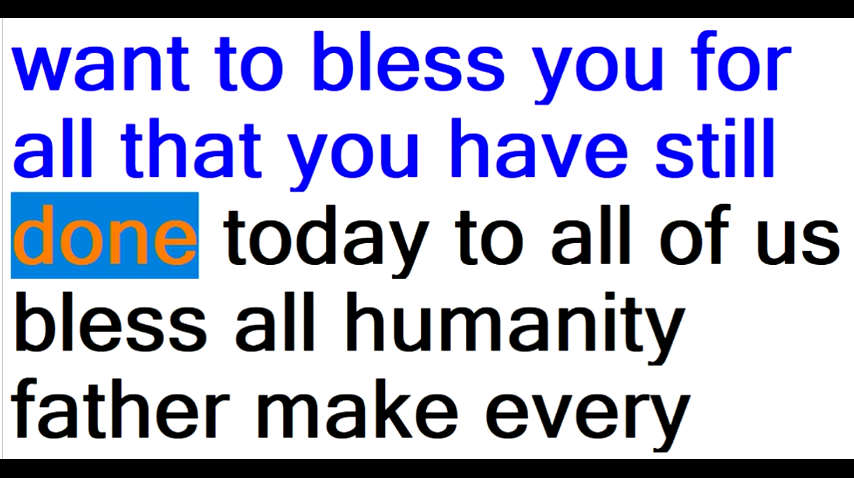 want to bless you for
all that you have still
done today to all of us
bless all humanity
father make every